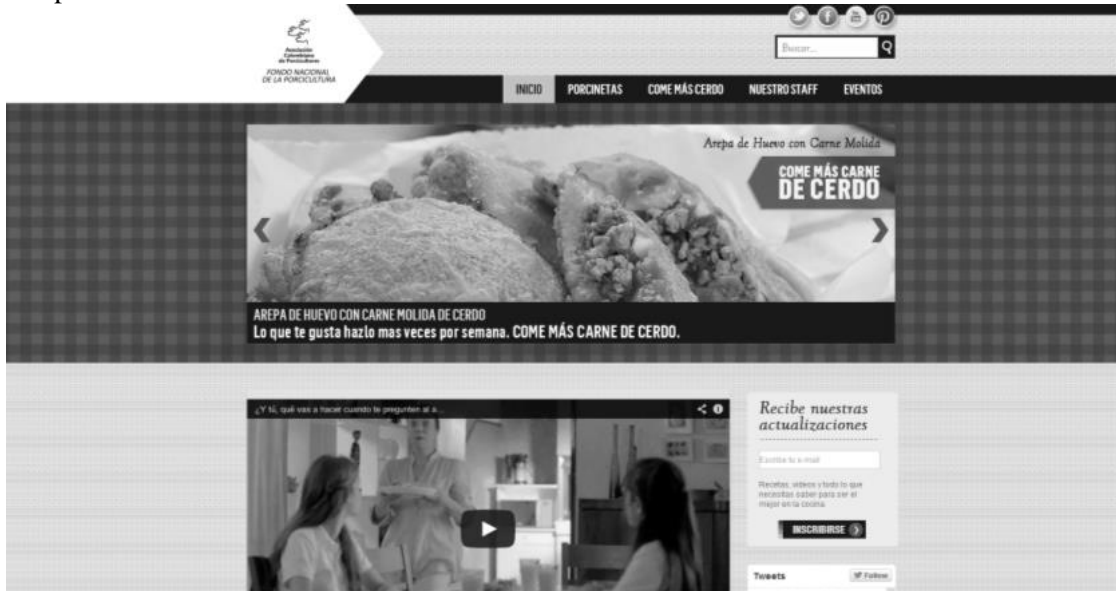 Asociación
Colombiana
de Porcicultores
FONDO NACIONAL
DE LA PORCICULTURA
You
Buscar...
INICIO PORCINETAS COME MÁS CERDO NUESTRO STAFF EVENTOS
Arepa de Huevo con Carne Molida
COME MÁS CARNE
DE CERDO
AREPA DE HUEVO CON CARNE MOLIDA DE CERDO
Lo que te gusta hazlo mas veces por semana. COME MÁS CARNE DE CERDO.
¿Y tú, qué vas a hacer cuando te pregunten al a...
Recibe nuestras
actualizaciones
Escribe tu e-mail
Recetas, videos y todo lo que
necesitas saber para ser el
mejor en la cocina.
INSCRIBIRSE
Tweets Follow